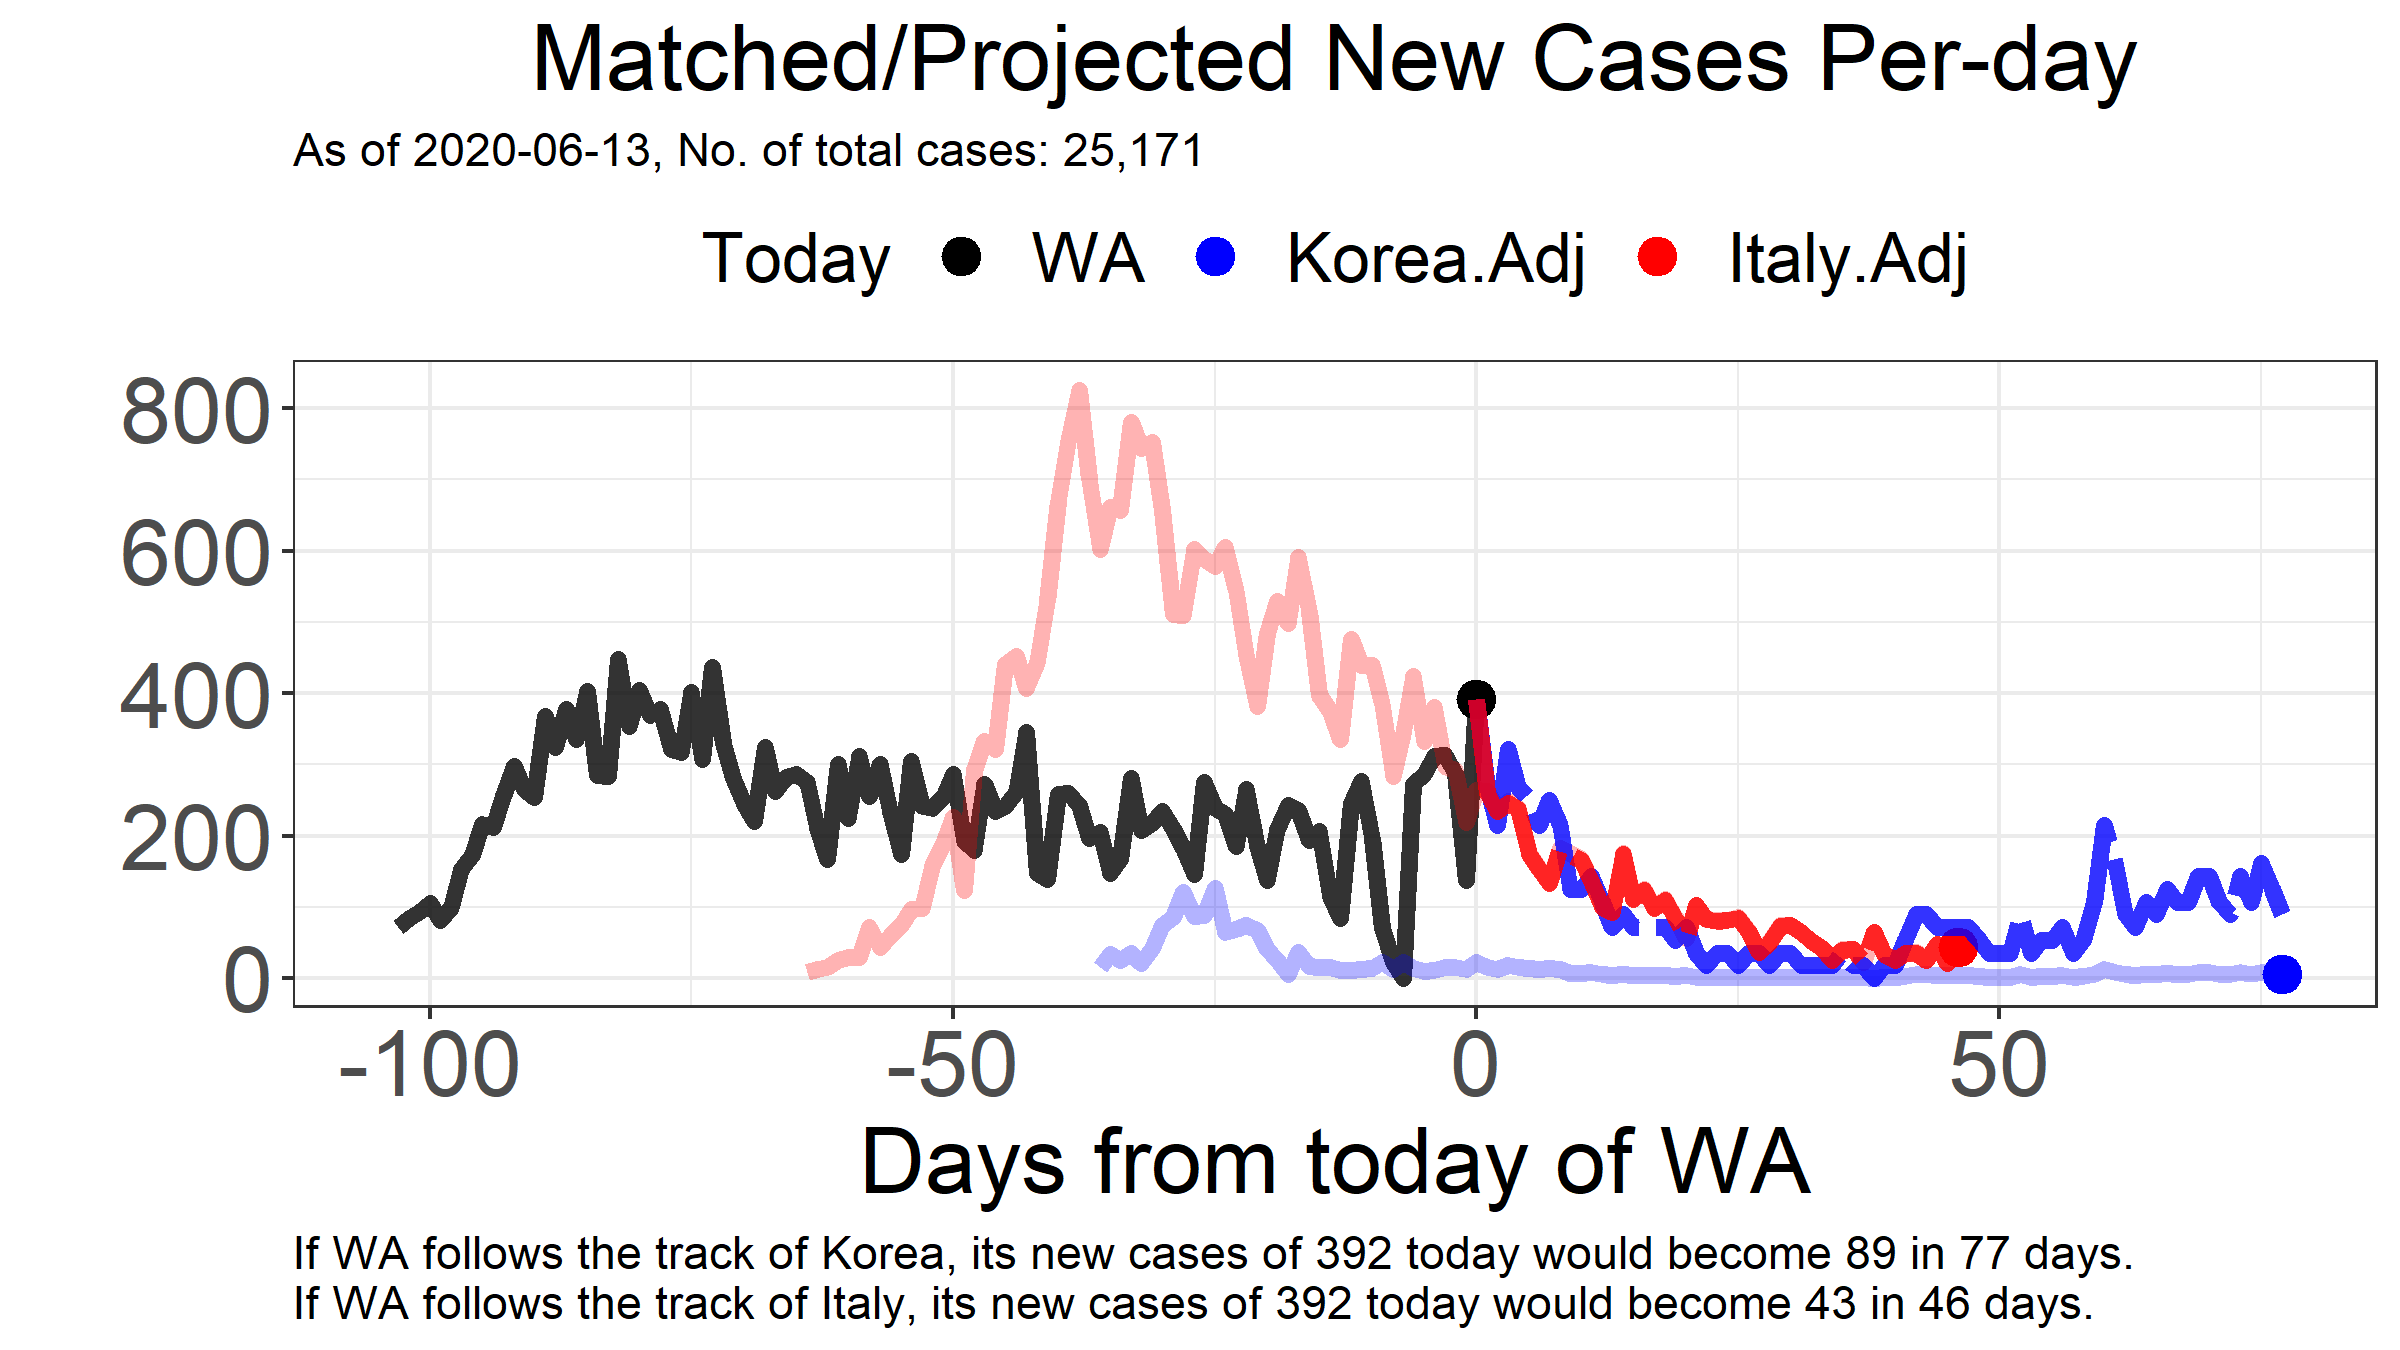 Matched/Projected New Cases Per-day
As of 2020-06-13, No. of total cases: 25,171
Today WA Korea.Adj Italy.Adj
800
600
400
200
0
-100 -50 0 50
Days from today of WA
If WA follows the track of Korea, its new cases of 392 today would become 89 in 77 days.
If WA follows the track of Italy, its new cases of 392 today would become 43 in 46 days.